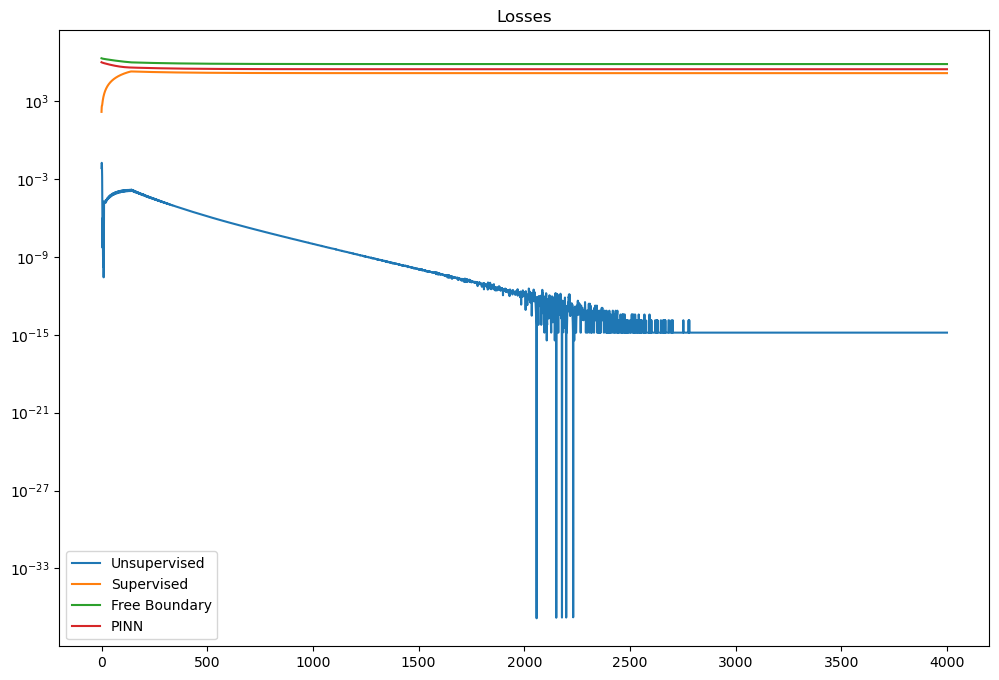 Losses
10^3
10^-3
10^-9
10^-15
10^-21
10^-27
10^-33
Unsupervised
Supervised
Free Boundary
PINN
0 500 1000 1500 2000 2500 3000 3500 4000